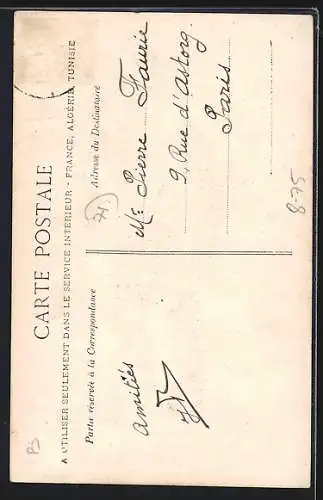 CARTE POSTALE
A UTILISER SEULEMENT DANS LE SERVICE INTÉRIEUR - FRANCE, ALGÉRIE, TUNISIE
Partie réservée à la Correspondance
Adresse du Destinataire
Amitiés
71.
Mr Pierre Faurie
9, Rue d'Astorg.
Paris
8-75